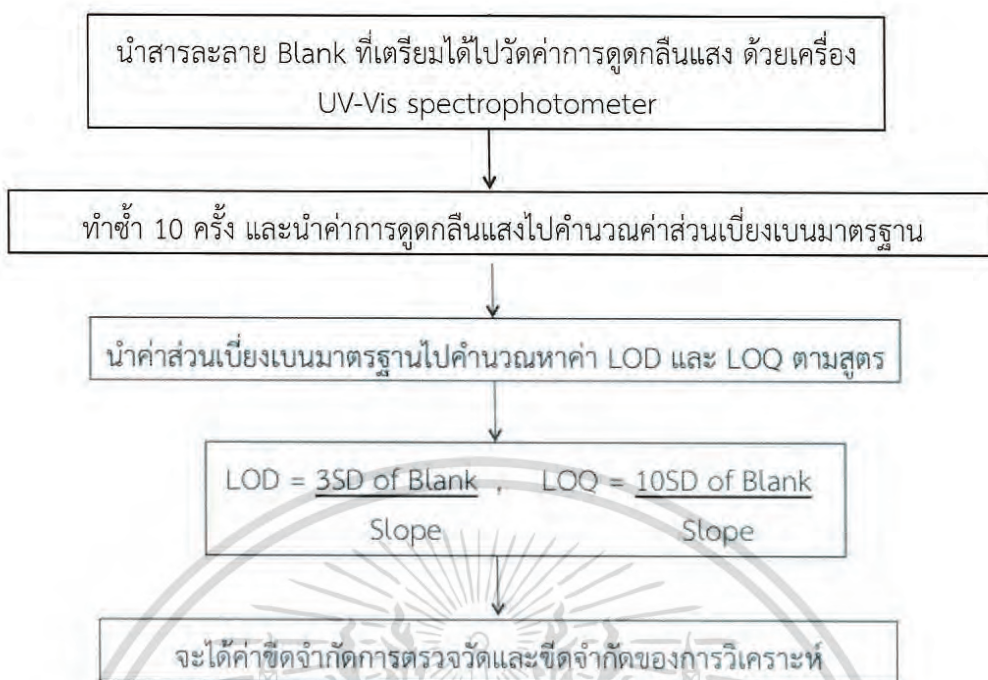 นำสารละลาย Blank ที่เตรียมได้ไปวัดค่าการดูดกลืนแสง ด้วยเครื่อง
UV-Vis spectrophotometer
ทำซ้ำ 10 ครั้ง และนำค่าการดูดกลืนแสงไปคำนวณค่าส่วนเบี่ยงเบนมาตรฐาน
นำค่าส่วนเบี่ยงเบนมาตรฐานไปคำนวณหาค่า LOD และ LOQ ตามสูตร
LOD = 3SD of Blank , LOQ = 10SD of Blank
Slope Slope
จะได้ค่าขีดจำกัดการตรวจวัดและขีดจำกัดของการวิเคราะห์